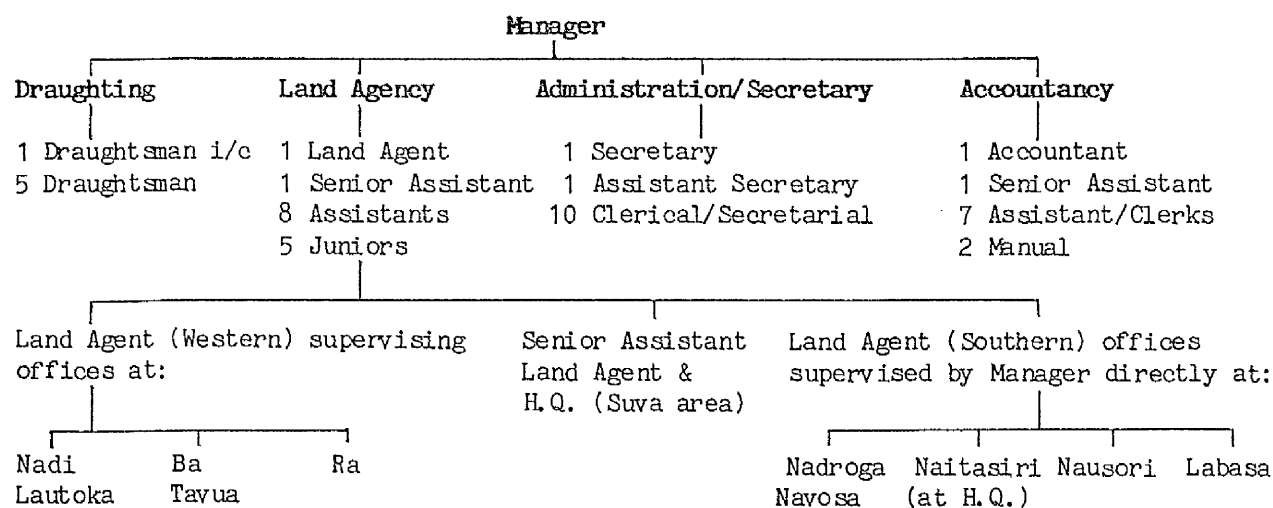 Manager
Draughting Land Agency Administration/Secretary Accountancy
1 Draughtsman i/c 1 Land Agent 1 Secretary 1 Accountant
5 Draughtsman 1 Senior Assistant 1 Assistant Secretary 1 Senior Assistant
8 Assistants 10 Clerical/Secretarial 7 Assistant/Clerks
5 Juniors 2 Manual
Land Agent (Western) supervising Senior Assistant Land Agent (Southern) offices
offices at: Land Agent & supervised by Manager directly at:
H.Q. (Suva area)
Nadi Ba Ra Nadroga Naitasiri Nausori Labasa
Lautoka Tavua Navosa (at H.Q.)